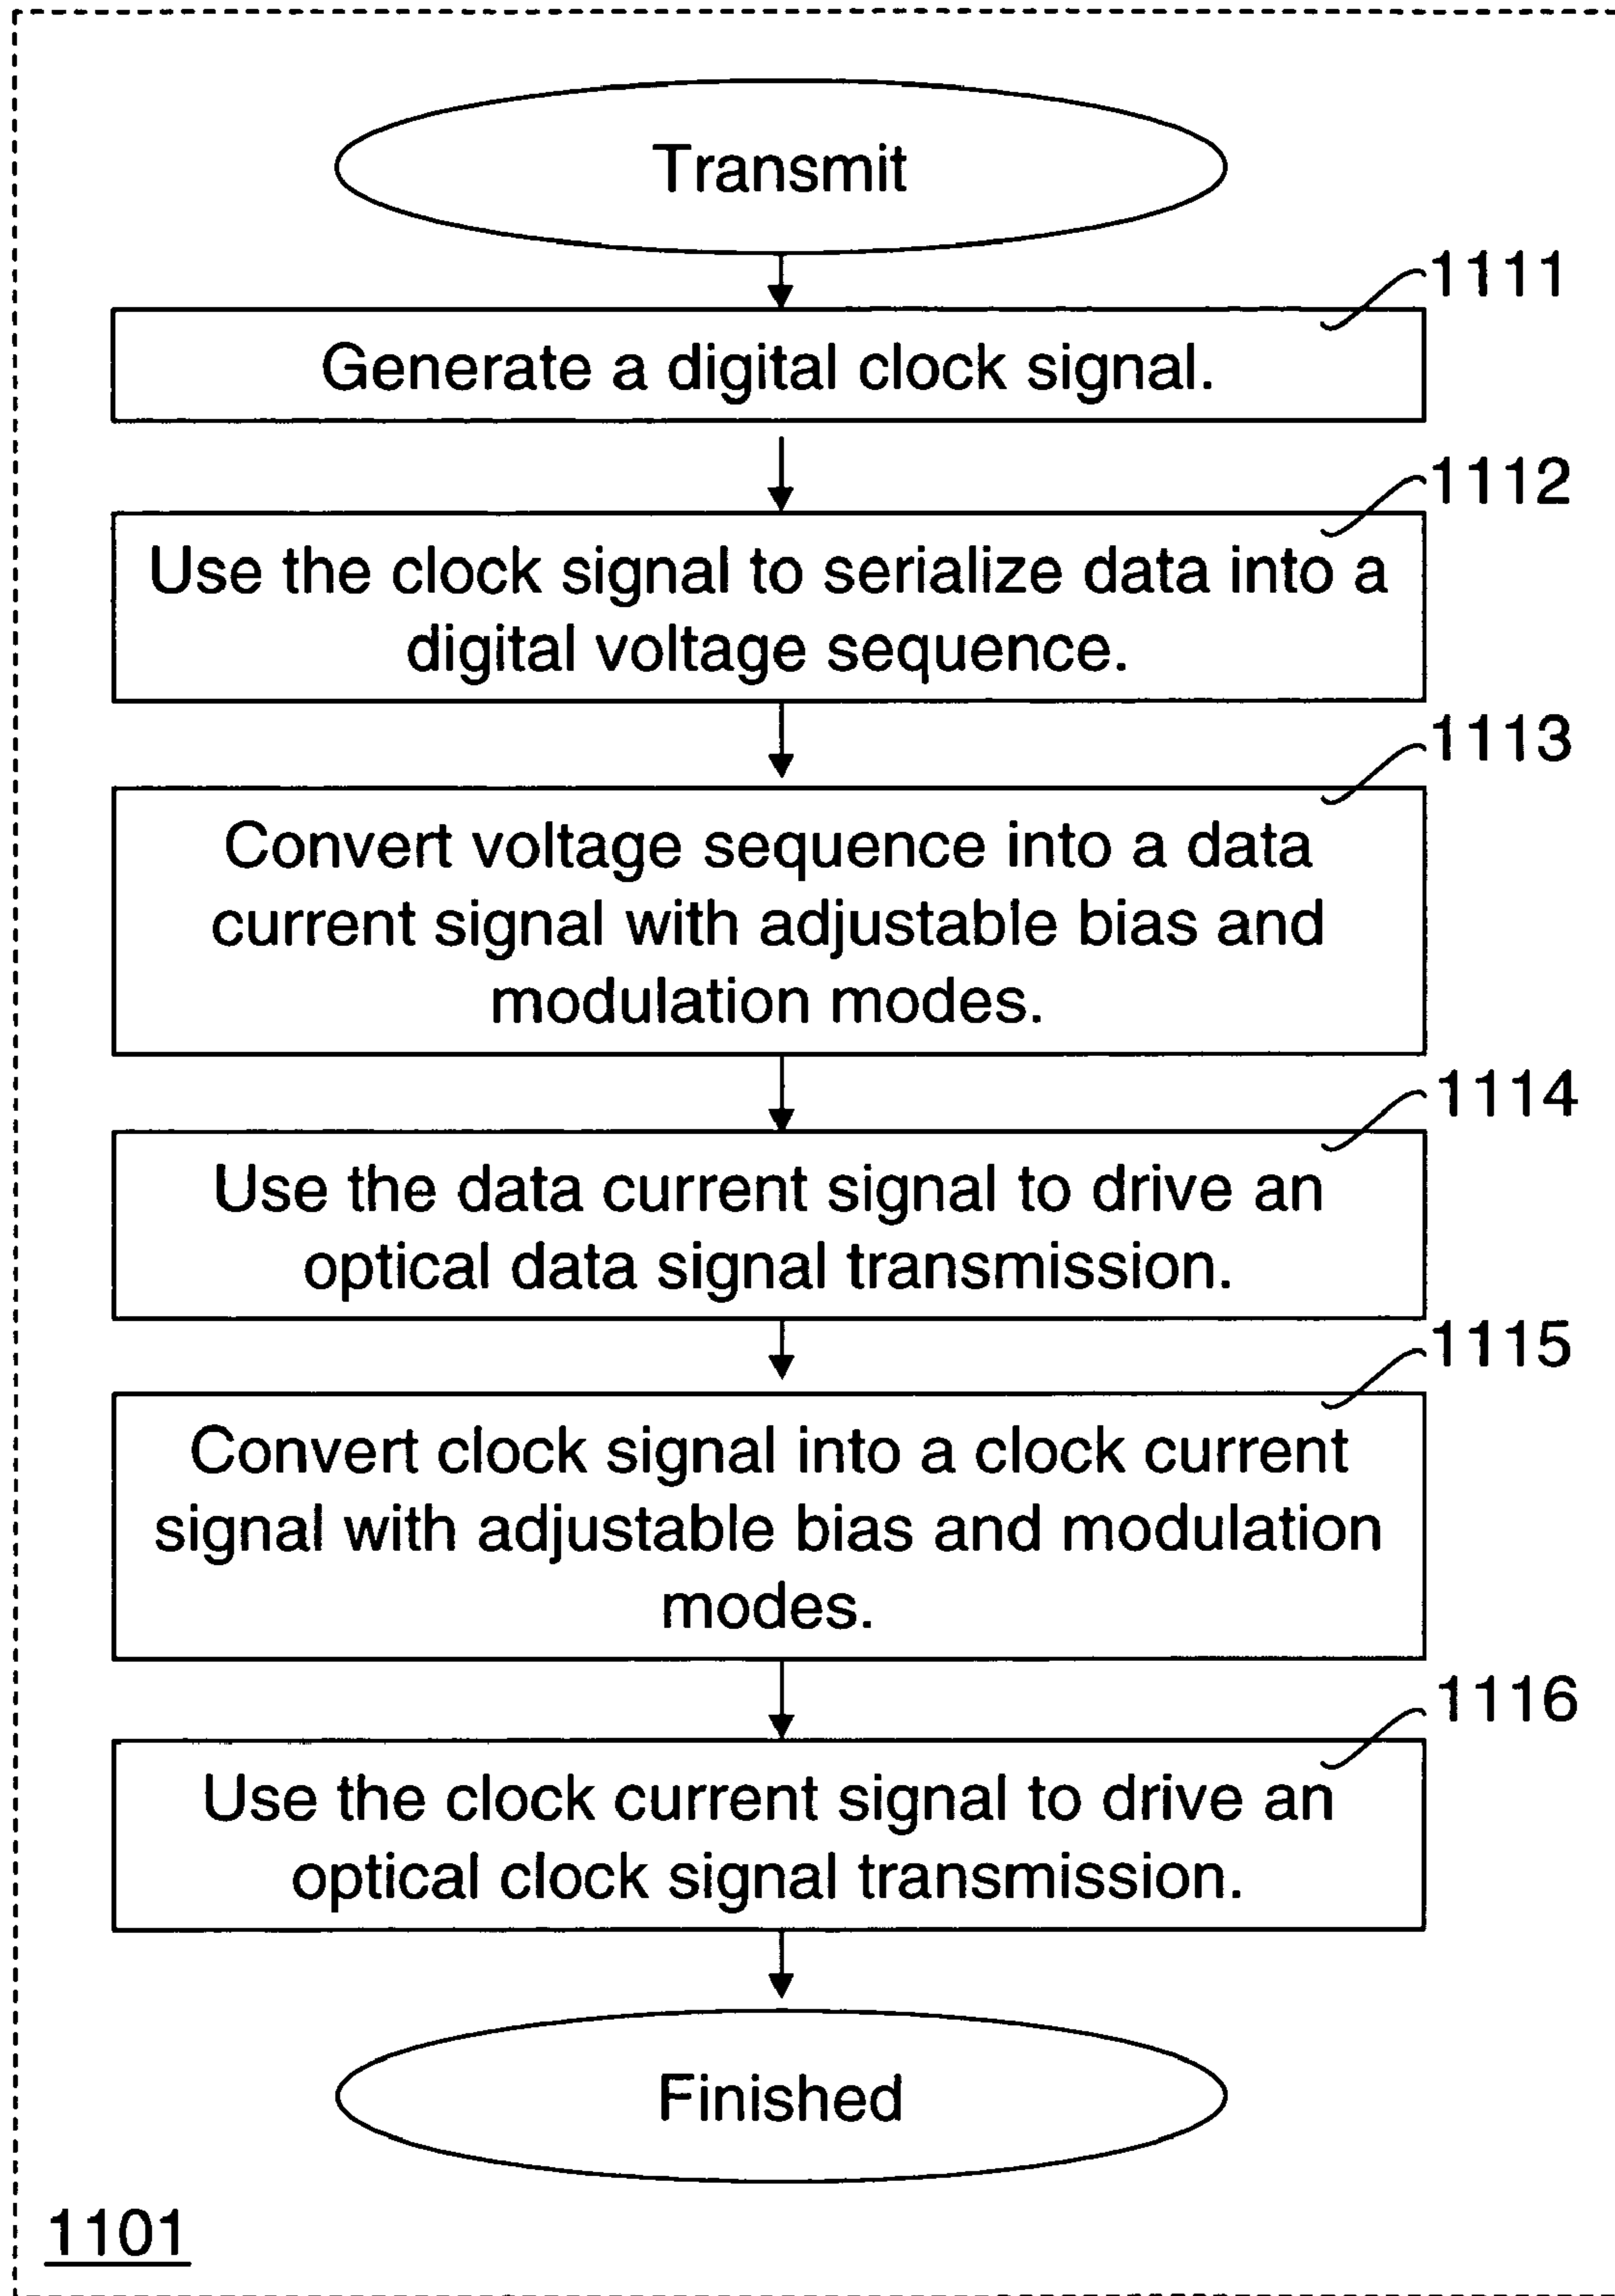 Transmit
1111
Generate a digital clock signal.
1112
Use the clock signal to serialize data into a
digital voltage sequence.
1113
Convert voltage sequence into a data
current signal with adjustable bias and
modulation modes.
1114
Use the data current signal to drive an
optical data signal transmission.
1115
Convert clock signal into a clock current
signal with adjustable bias and modulation
modes.
1116
Use the clock current signal to drive an
optical clock signal transmission.
Finished
1101